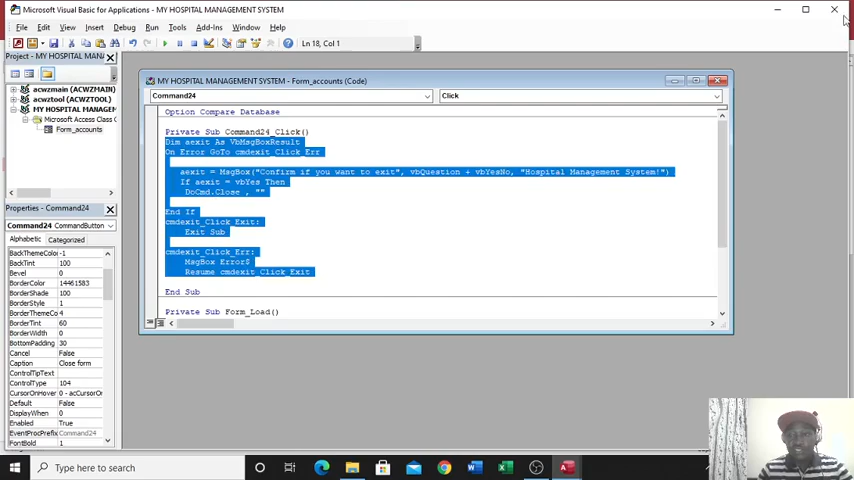 Microsoft Visual Basic for Applications - MY HOSPITAL MANAGEMENT SYSTEM
File Edit View Insert Debug Run Tools Add-Ins Window Help
Ln 18, Col 1
Project - MY HOSPITAL MANA
acwzmain (ACWZMAIN)
acwztool (ACWZTOOL)
MY HOSPITAL MANAGEM
Microsoft Access Class O
Form_accounts
Properties - Command24
Command24 CommandButton
Alphabetic Categorized
BackThemeColor -1
BackTint 100
Bevel 0
BorderColor 14461583
BorderShade 100
BorderStyle 1
BorderThemeCo 4
BorderTint 60
BorderWidth 0
BottomPadding 30
Cancel False
Caption Close form
ControlTipText
ControlType 104
CursorOnHover 0 - acCursorOn
Default False
DisplayWhen 0
Enabled True
EventProcPrefix Command24
FontBold 1
MY HOSPITAL MANAGEMENT SYSTEM - Form_accounts (Code)
Command24 Click
Option Compare Database
Private Sub Command24_Click()
Dim aexit As VbMsgBoxResult
On Error GoTo cmdexit_Click_Err
aexit = MsgBox("Confirm if you want to exit", vbQuestion + vbYesNo, "Hospital Management System!")
If aexit = vbYes Then
DoCmd.Close , ""
End If
cmdexit_Click_Exit:
Exit Sub
cmdexit_Click_Err:
MsgBox Error$
Resume cmdexit_Click_Exit
End Sub
Private Sub Form_Load()
Type here to search